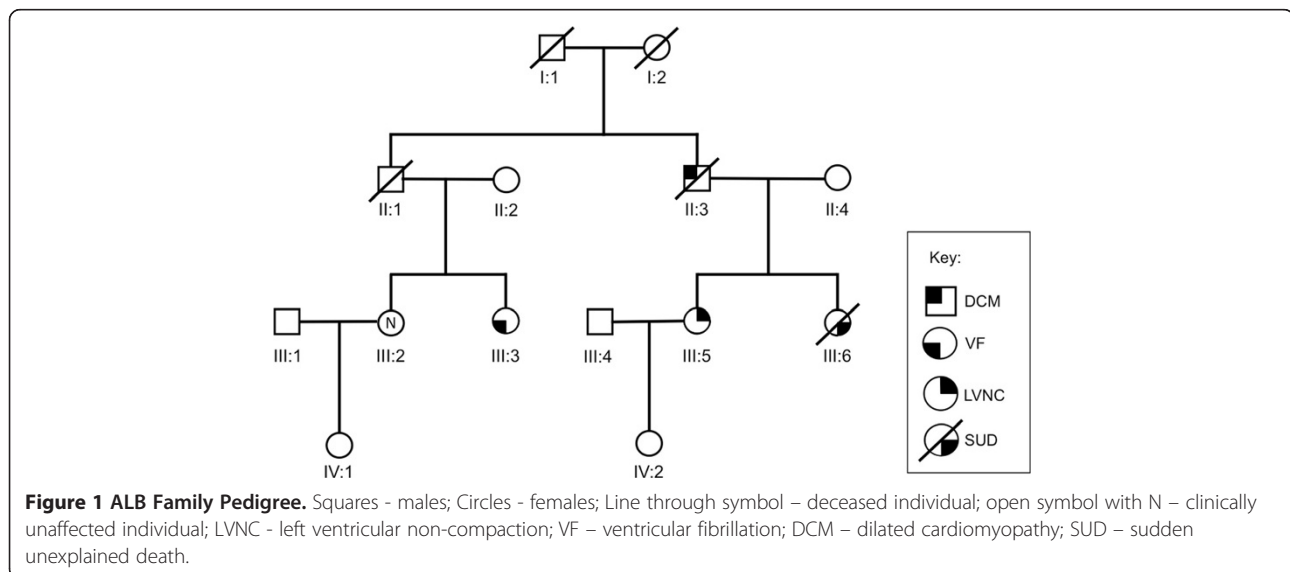 I:1 I:2
II:1 II:2 II:3 II:4
Key:
DCM
VF
LVNC
SUD
N
III:1 III:2 III:3 III:4 III:5 III:6
IV:1 IV:2
Figure 1 ALB Family Pedigree. Squares - males; Circles - females; Line through symbol – deceased individual; open symbol with N – clinically
unaffected individual; LVNC - left ventricular non-compaction; VF – ventricular fibrillation; DCM – dilated cardiomyopathy; SUD – sudden
unexplained death.